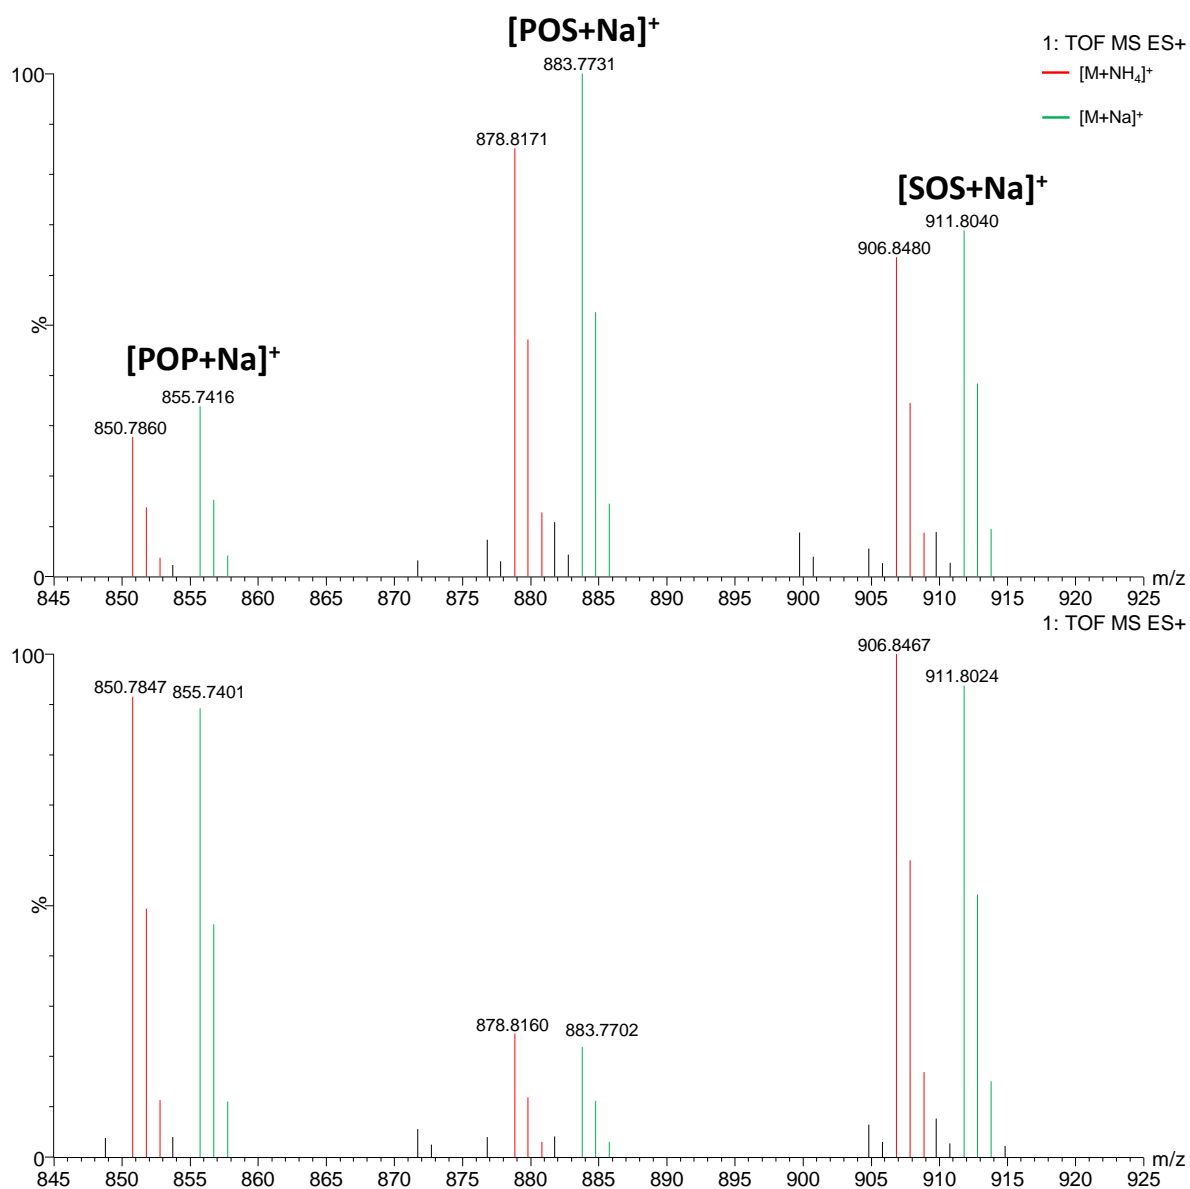 [POS+Na]⁺
1: TOF MS ES+
[M+NH₄]⁺
[M+Na]⁺
883.7731
878.8171
[SOS+Na]⁺
911.8040
906.8480
[POP+Na]⁺
855.7416
850.7860
100
%
0
845 850 855 860 865 870 875 880 885 890 895 900 905 910 915 920 925
m/z
1: TOF MS ES+
906.8467
911.8024
850.7847
855.7401
878.8160
883.7702
100
%
0
845 850 855 860 865 870 875 880 885 890 895 900 905 910 915 920 925
m/z